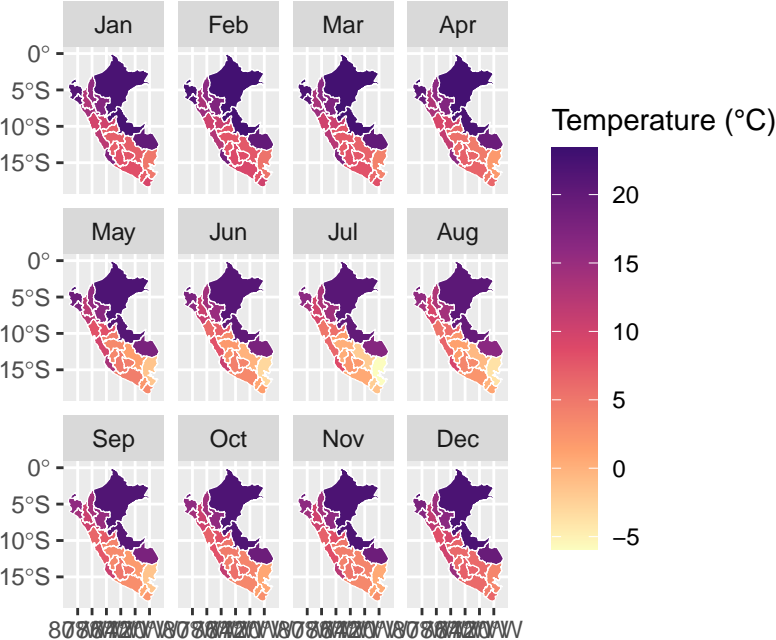 Jan Feb Mar Apr
0°
5°S
10°S
15°S
Temperature (°C)
20
15
10
5
0
−5
May Jun Jul Aug
0°
5°S
10°S
15°S
Sep Oct Nov Dec
0°
5°S
10°S
15°S